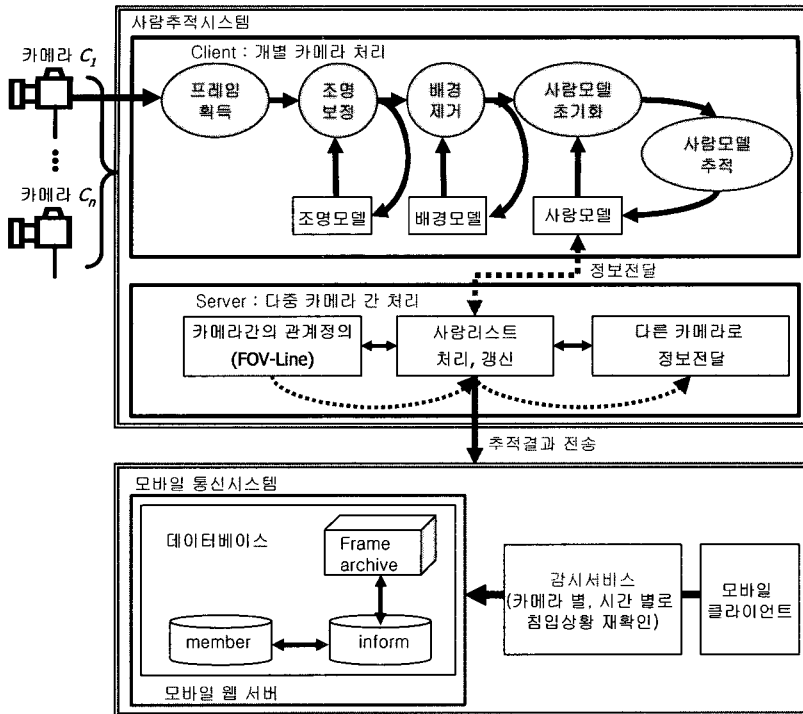 사람추적시스템
카메라 C1
Client : 개별 카메라 처리
프레임
획득
조명
보정
배경
제거
사람모델
초기화
사람모델
추적
조명모델
배경모델
사람모델
카메라
Cn
정보전달
Server : 다중 카메라 간 처리
카메라간의 관계정의
(FOV-Line)
사람리스트
처리, 갱신
다른 카메라로
정보전달
추적결과 전송
모바일 통신시스템
데이터베이스
Frame
archive
member
inform
모바일 웹 서버
감시서비스
(카메라 별, 시간 별로
침입상황 재확인)
모바일
클라이언트